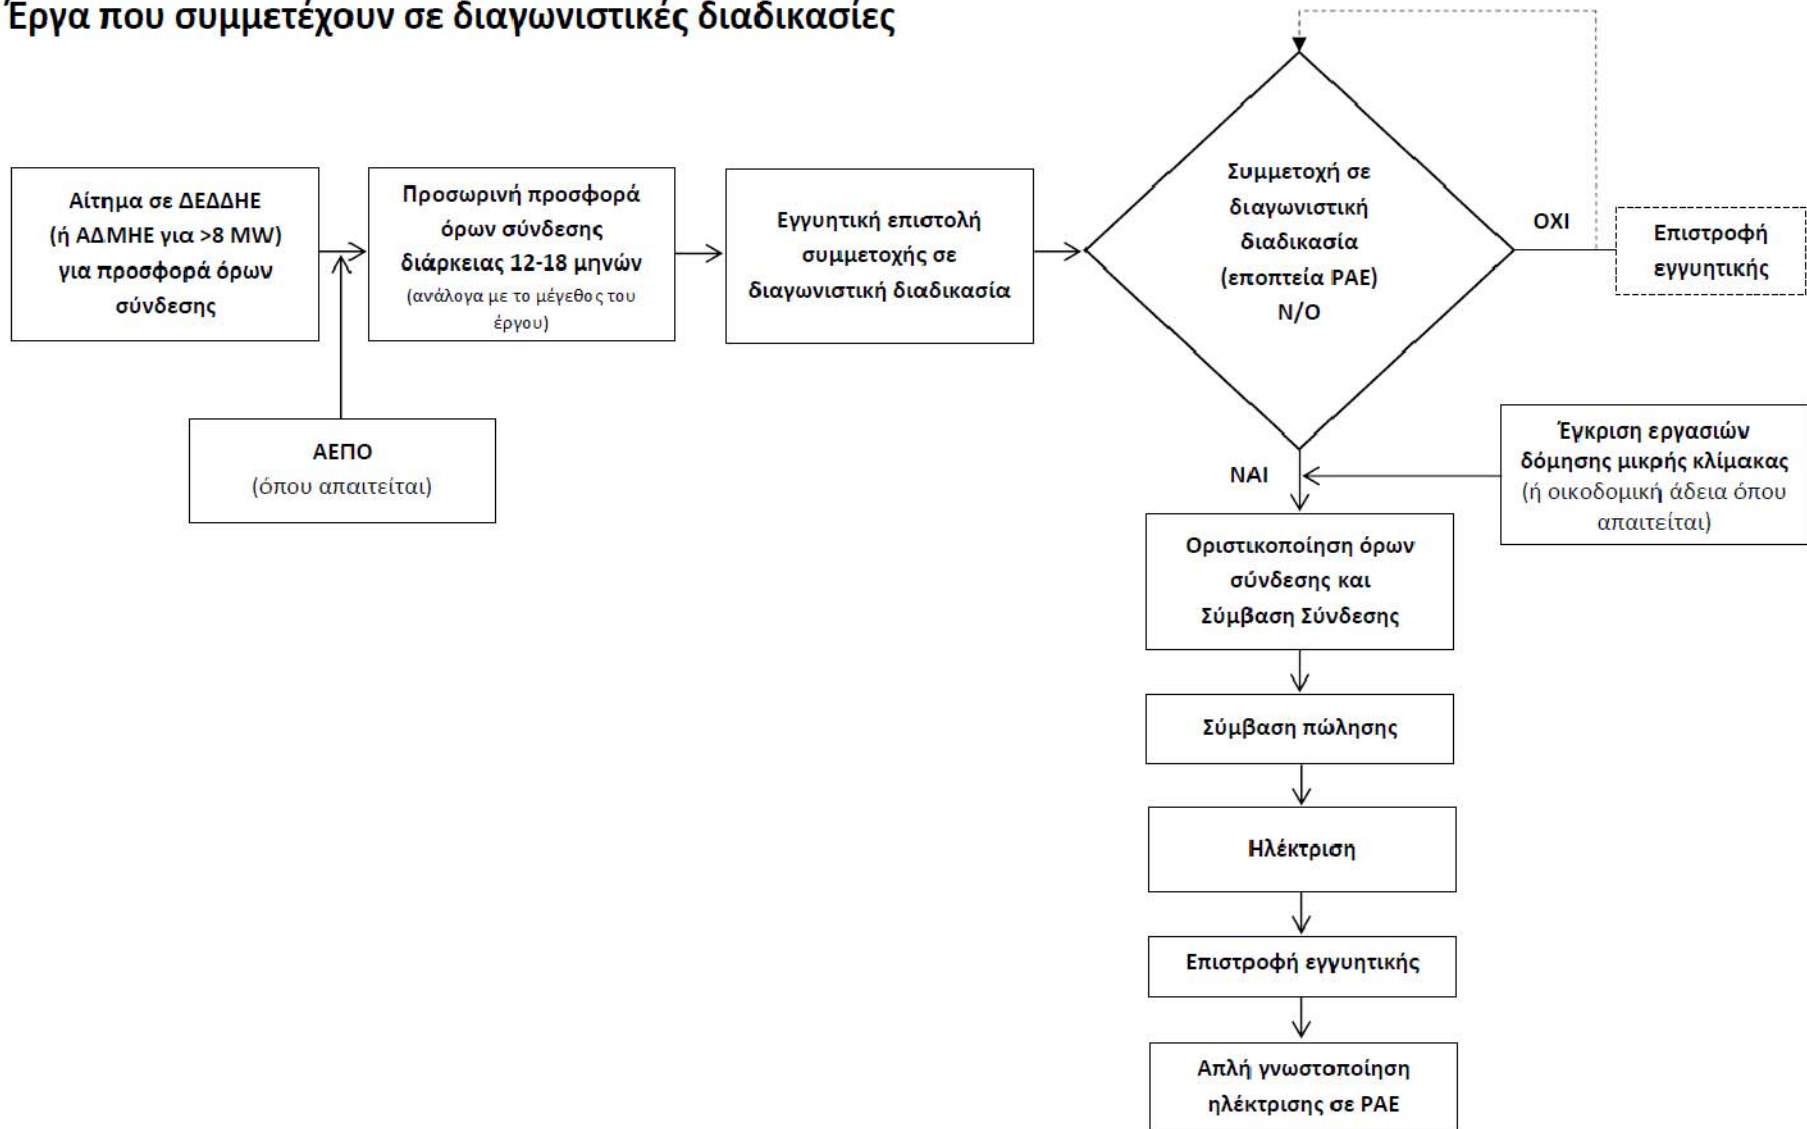 Έργα που συμμετέχουν σε διαγωνιστικές διαδικασίες
Αίτημα σε ΔΕΔΔΗΕ
(ή ΑΔΜΗΕ για >8 MW)
για προσφορά όρων
σύνδεσης
Προσωρινή προσφορά
όρων σύνδεσης
διάρκειας 12-18 μηνών
(ανάλογα με το μέγεθος του
έργου)
Εγγυητική επιστολή
συμμετοχής σε
διαγωνιστική διαδικασία
Συμμετοχή σε
διαγωνιστική
διαδικασία
(εποπτεία ΡΑΕ)
Ν/Ο
ΟΧΙ
Επιστροφή
εγγυητικής
ΑΕΠΟ
(όπου απαιτείται)
ΝΑΙ
Έγκριση εργασιών
δόμησης μικρής κλίμακας
(ή οικοδομική άδεια όπου
απαιτείται)
Οριστικοποίηση όρων
σύνδεσης και
Σύμβαση Σύνδεσης
Σύμβαση πώλησης
Ηλέκτριση
Επιστροφή εγγυητικής
Απλή γνωστοποίηση
ηλέκτρισης σε ΡΑΕ